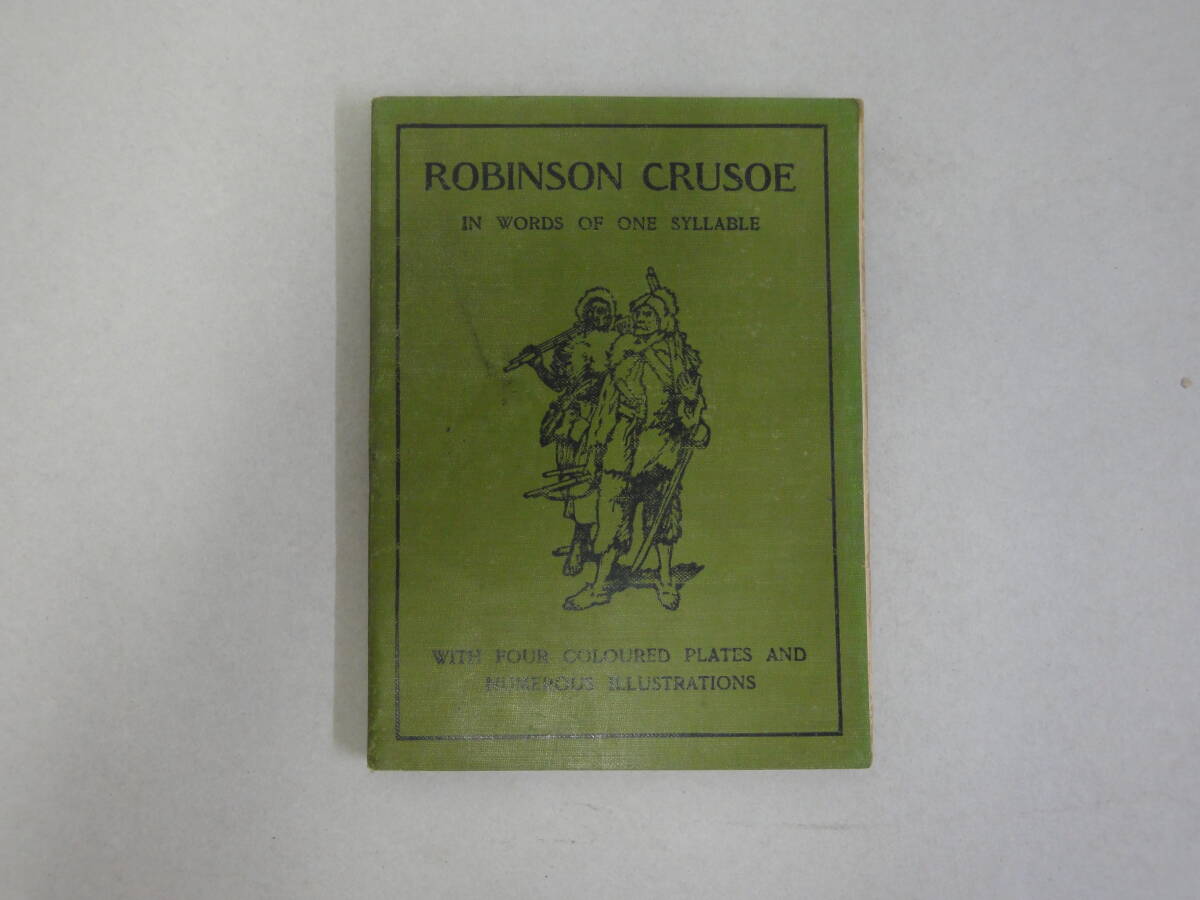 ROBINSON CRUSOE
IN WORDS OF ONE SYLLABLE
WITH FOUR COLOURED PLATES AND
NUMEROUS ILLUSTRATIONS